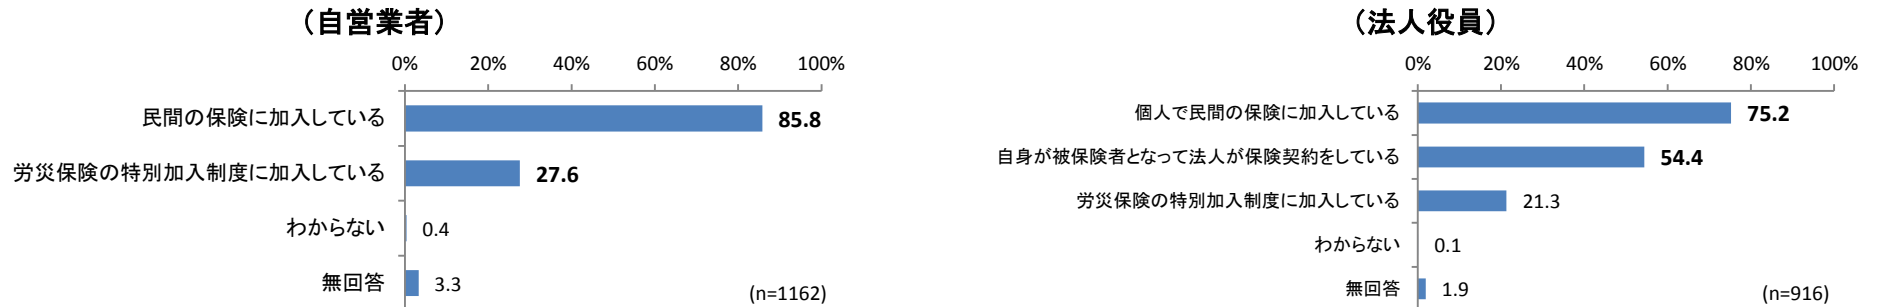 （自営業者）
0% 20% 40% 60% 80% 100%
民間の保険に加入している 85.8
労災保険の特別加入制度に加入している 27.6
わからない 0.4
無回答 3.3
(n=1162)
（法人役員）
0% 20% 40% 60% 80% 100%
個人で民間の保険に加入している 75.2
自身が被保険者となって法人が保険契約をしている 54.4
労災保険の特別加入制度に加入している 21.3
わからない 0.1
無回答 1.9
(n=916)